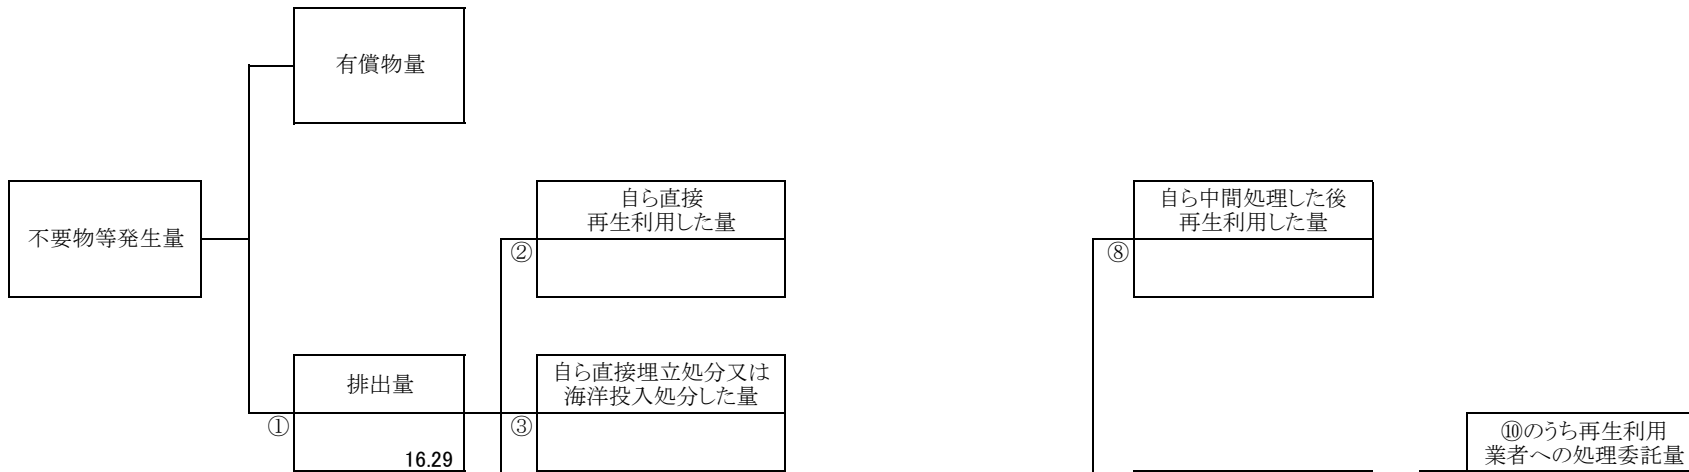 有償物量
不要物等発生量
自ら直接
再生利用した量
②
自ら中間処理した後
再生利用した量
⑧
排出量
①
16.29
自ら直接埋立処分又は
海洋投入処分した量
③
⑩のうち再生利用
業者への処理委託量